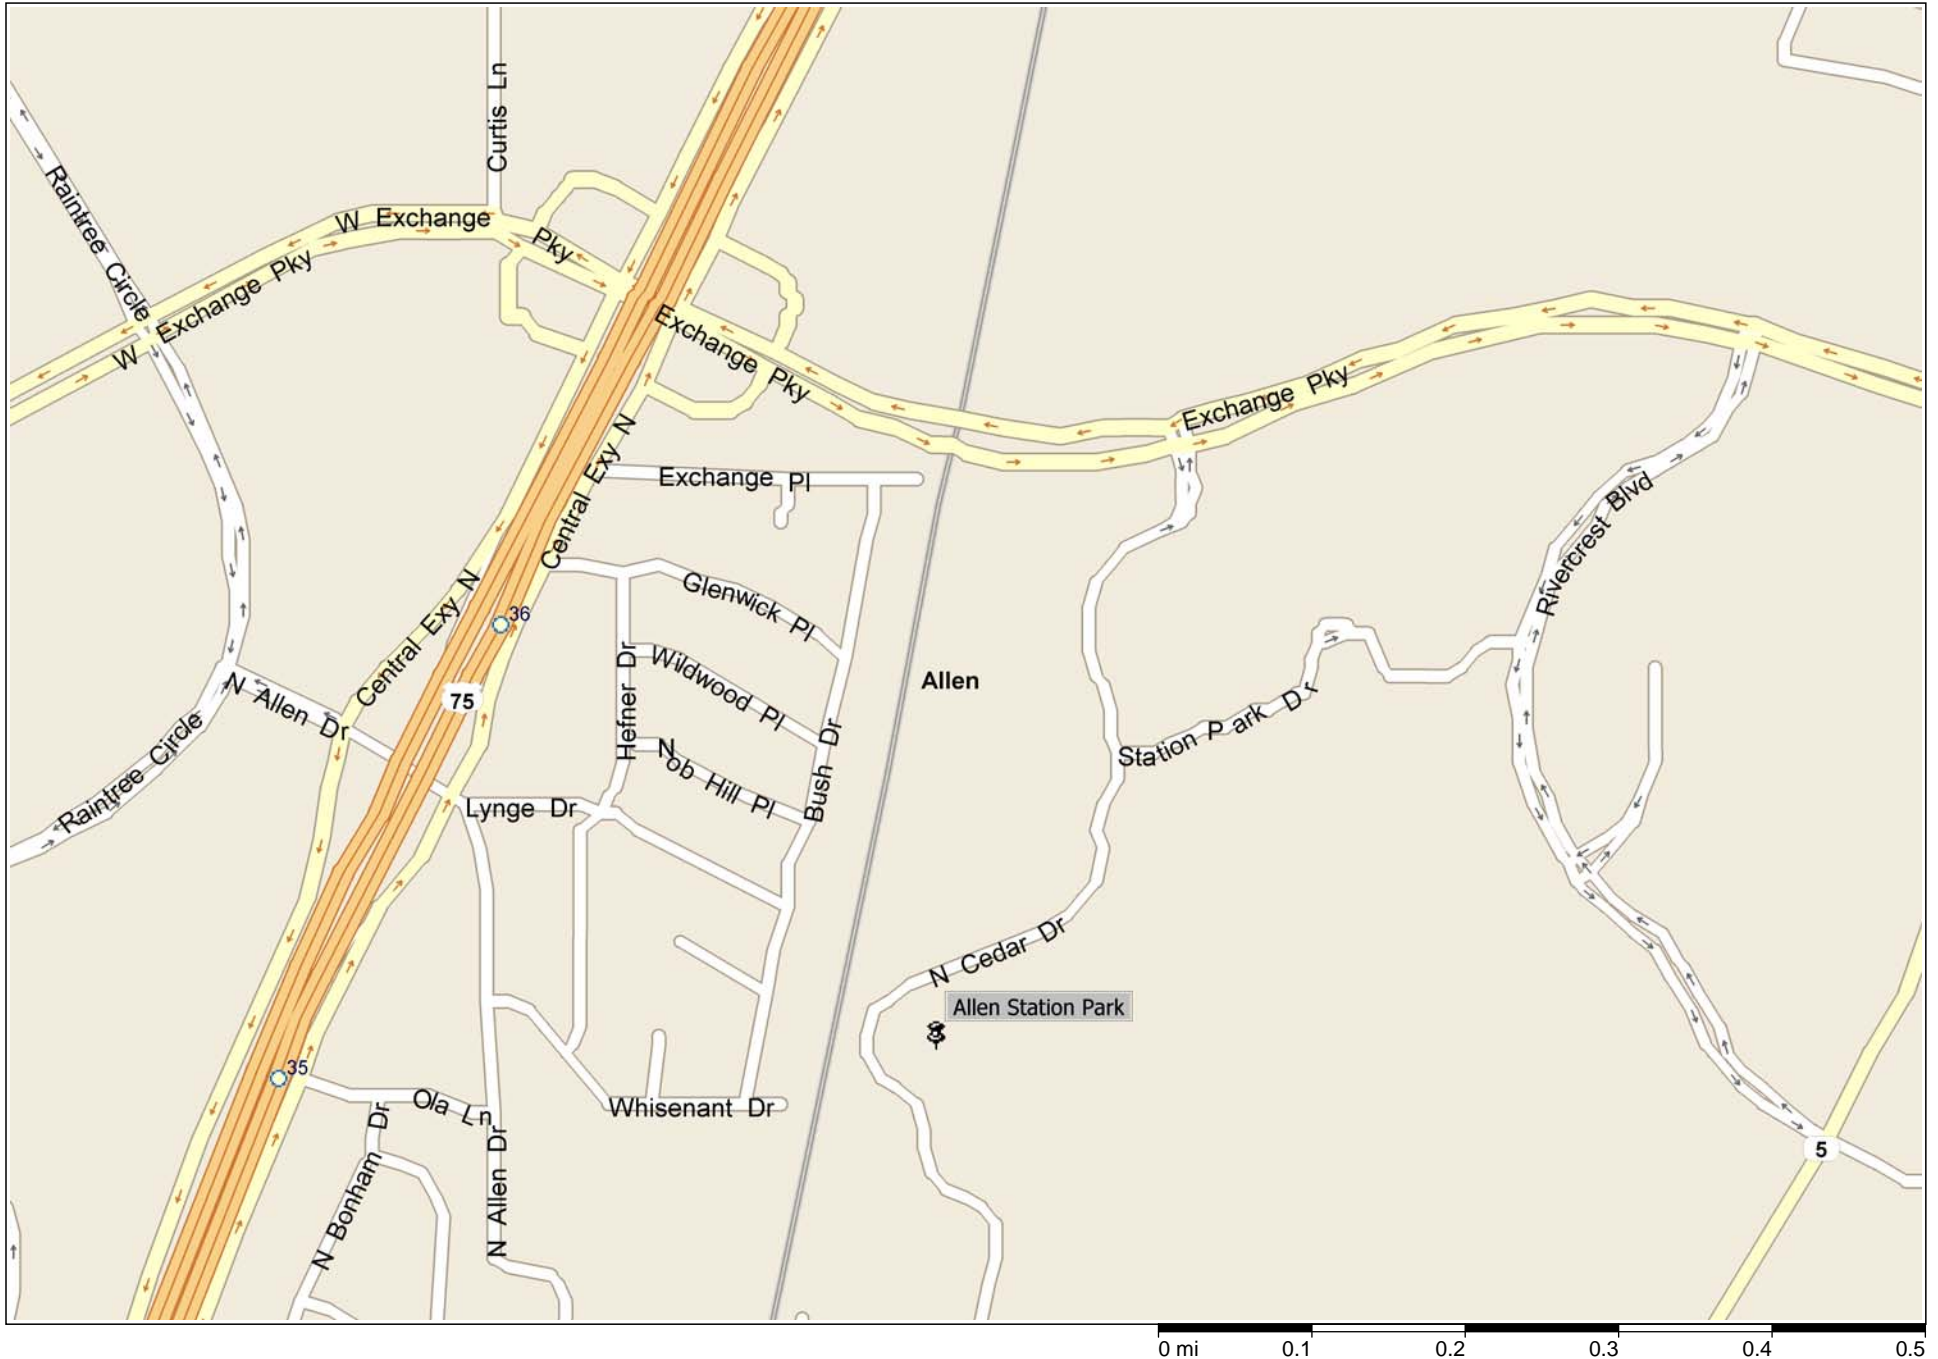 Curtis Ln
Raintree Circle
W Exchange Pky
W Exchange Pky
Exchange Pky
Exchange Pky
Central Exy N
Exchange Pl
Rivercrest Blvd
Central Exy N
36
Glenwick Pl
Wildwood Pl
Hefner Dr
Allen
75
N Allen Dr
Raintree Circle
Station Park Dr
Nob Hill Pl
Bush Dr
Lynge Dr
N Cedar Dr
Allen Station Park
35
Ola Ln
Whisenant Dr
N Bonham Dr
N Allen Dr
5
0 mi 0.1 0.2 0.3 0.4 0.5